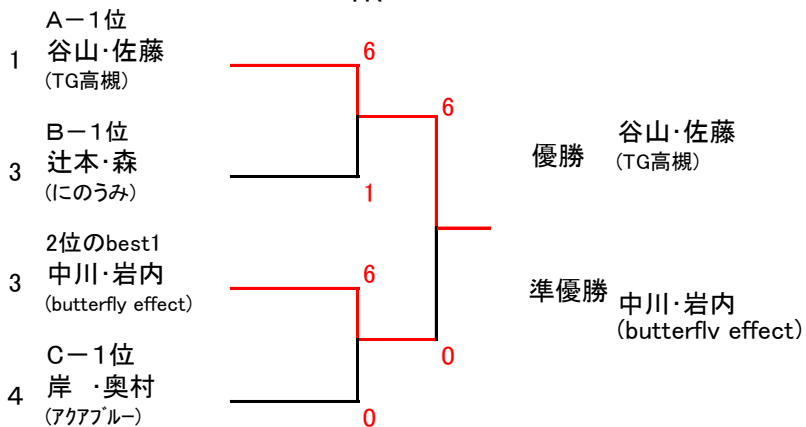 A－1位
1 谷山･佐藤
(TG高槻)
6
B－1位
3 辻本･森
(にのうみ)
1
6
2位のbest1
3 中川･岩内
(butterfly effect)
6
C－1位
4 岸　･奥村
(ｱｸｱﾌﾞﾙｰ)
0
0
優勝 谷山･佐藤
(TG高槻)
準優勝 中川･岩内
(butterflv effect)